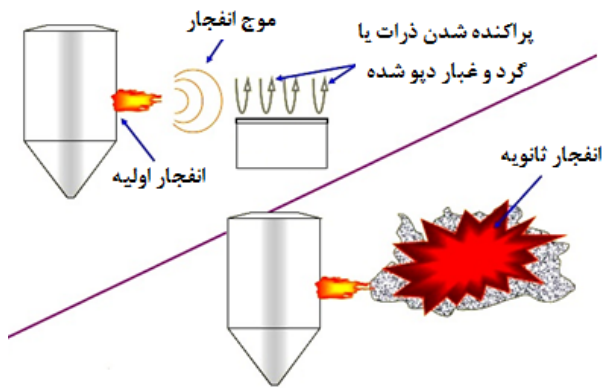 موج انفجار
پراکنده شدن ذرات یا
گرد و غبار دپو شده
انفجار اولیه
انفجار ثانویه